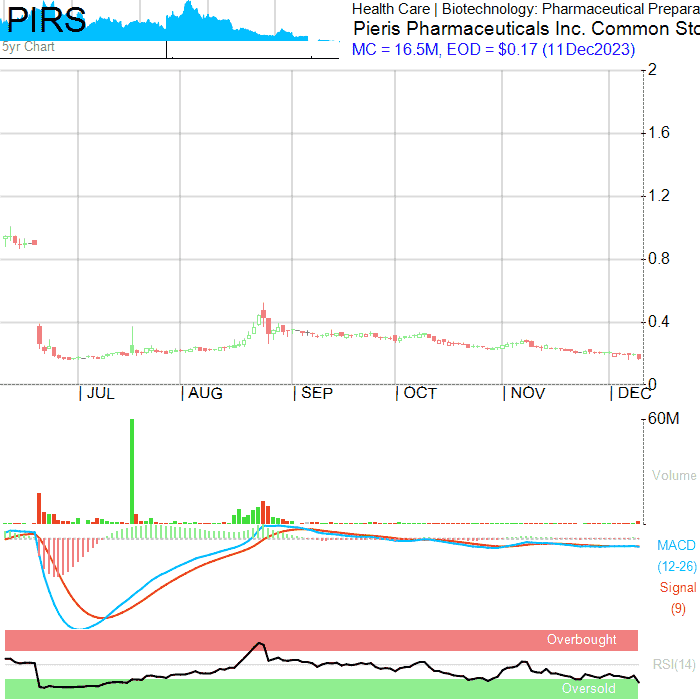 PIRS
5yr Chart
Health Care | Biotechnology: Pharmaceutical Prepara
Pieris Pharmaceuticals Inc. Common Sto
MC = 16.5M, EOD = $0.17 (11Dec2023)
2
1.6
1.2
0.8
0.4
0
| JUL | AUG | SEP | OCT | NOV | DEC
60M
Volume
MACD
(12-26)
Signal
(9)
Overbought
RSI(14)
Oversold